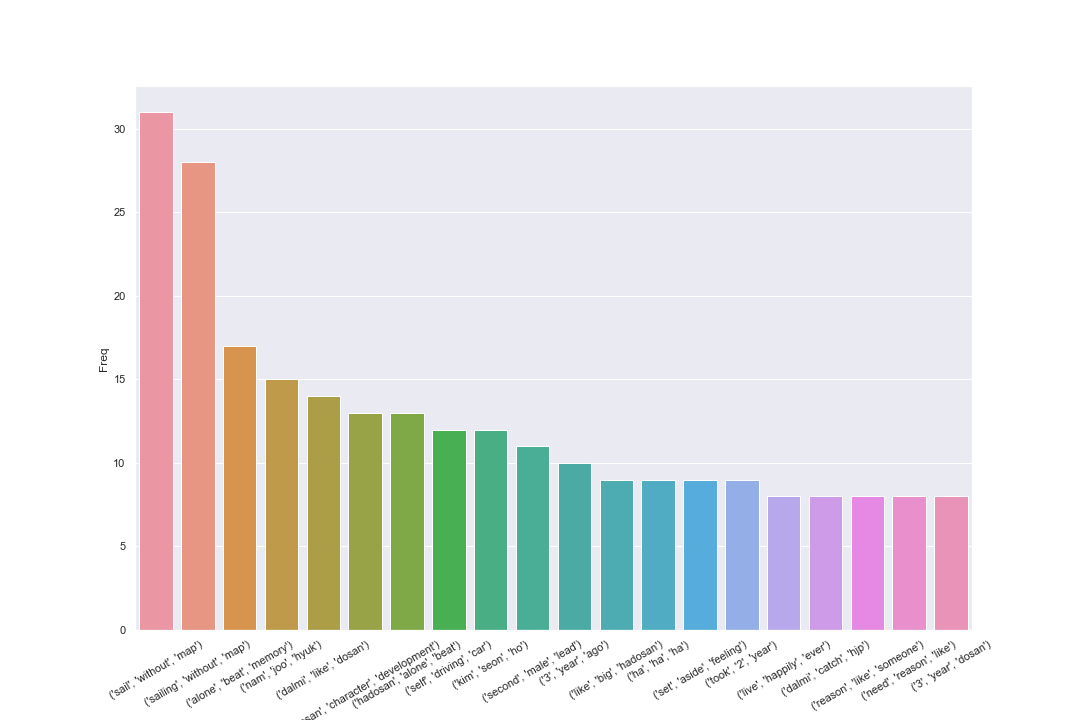 30
25
20
15
10
5
0
Freq
('sail', 'without', 'map')
('sailing', 'without', 'map')
('alone', 'beat', 'memory')
('nam', 'joo', 'hyuk')
('dalmi', 'like', 'dosan')
'character', 'development')
('hadosan', 'alone', 'beat')
('self', 'driving', 'car')
('kim', 'seon', 'ho')
('second', 'male', 'lead')
('3', 'year', 'ago')
('like', 'big', 'hadosan')
('ha', 'ha', 'ha')
('set', 'aside', 'feeling')
('took', '2', 'year')
('live', 'happily', 'ever')
('dalmi', 'catch', 'hjp')
('reason', 'like', 'someone')
('need', 'reason', 'like')
('3', 'year', 'dosan')